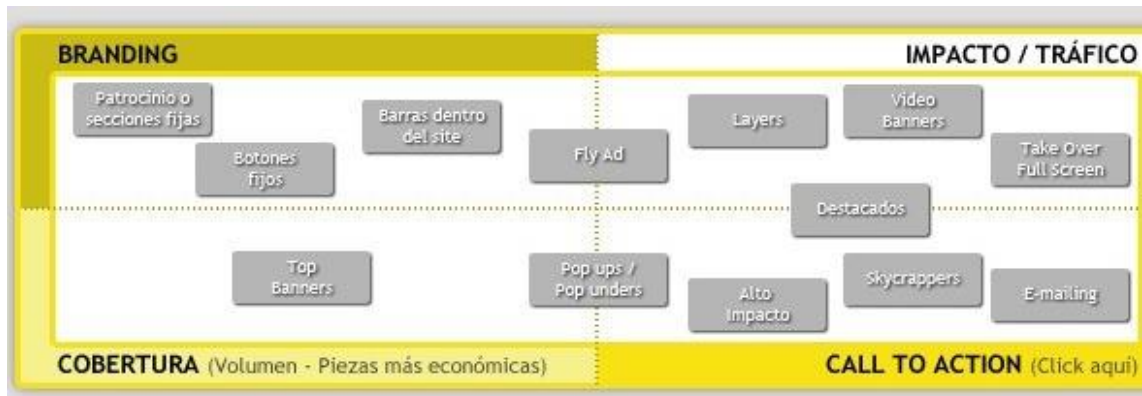 BRANDING
IMPACTO / TRÁFICO
Patrocinio o
secciones fijas
Botones
fijos
Barras dentro
del site
Fly Ad
Layers
Video
Banners
Take Over
Full Screen
Destacados
Top
Banners
Pop ups /
Pop unders
Alto
Impacto
Skycrappers
E-mailing
COBERTURA (Volumen - Piezas más económicas)
CALL TO ACTION (Click aquí)